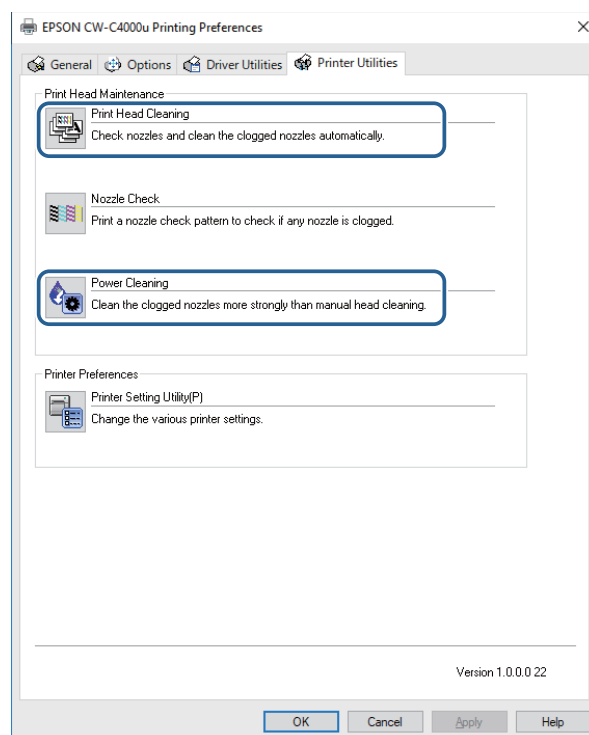 EPSON CW-C4000u Printing Preferences
General Options Driver Utilities Printer Utilities
Print Head Maintenance
Print Head Cleaning
Check nozzles and clean the clogged nozzles automatically.
Nozzle Check
Print a nozzle check pattern to check if any nozzle is clogged.
Power Cleaning
Clean the clogged nozzles more strongly than manual head cleaning.
Printer Preferences
Printer Setting Utility(P)
Change the various printer settings.
Version 1.0.0.0 22
OK Cancel Apply Help